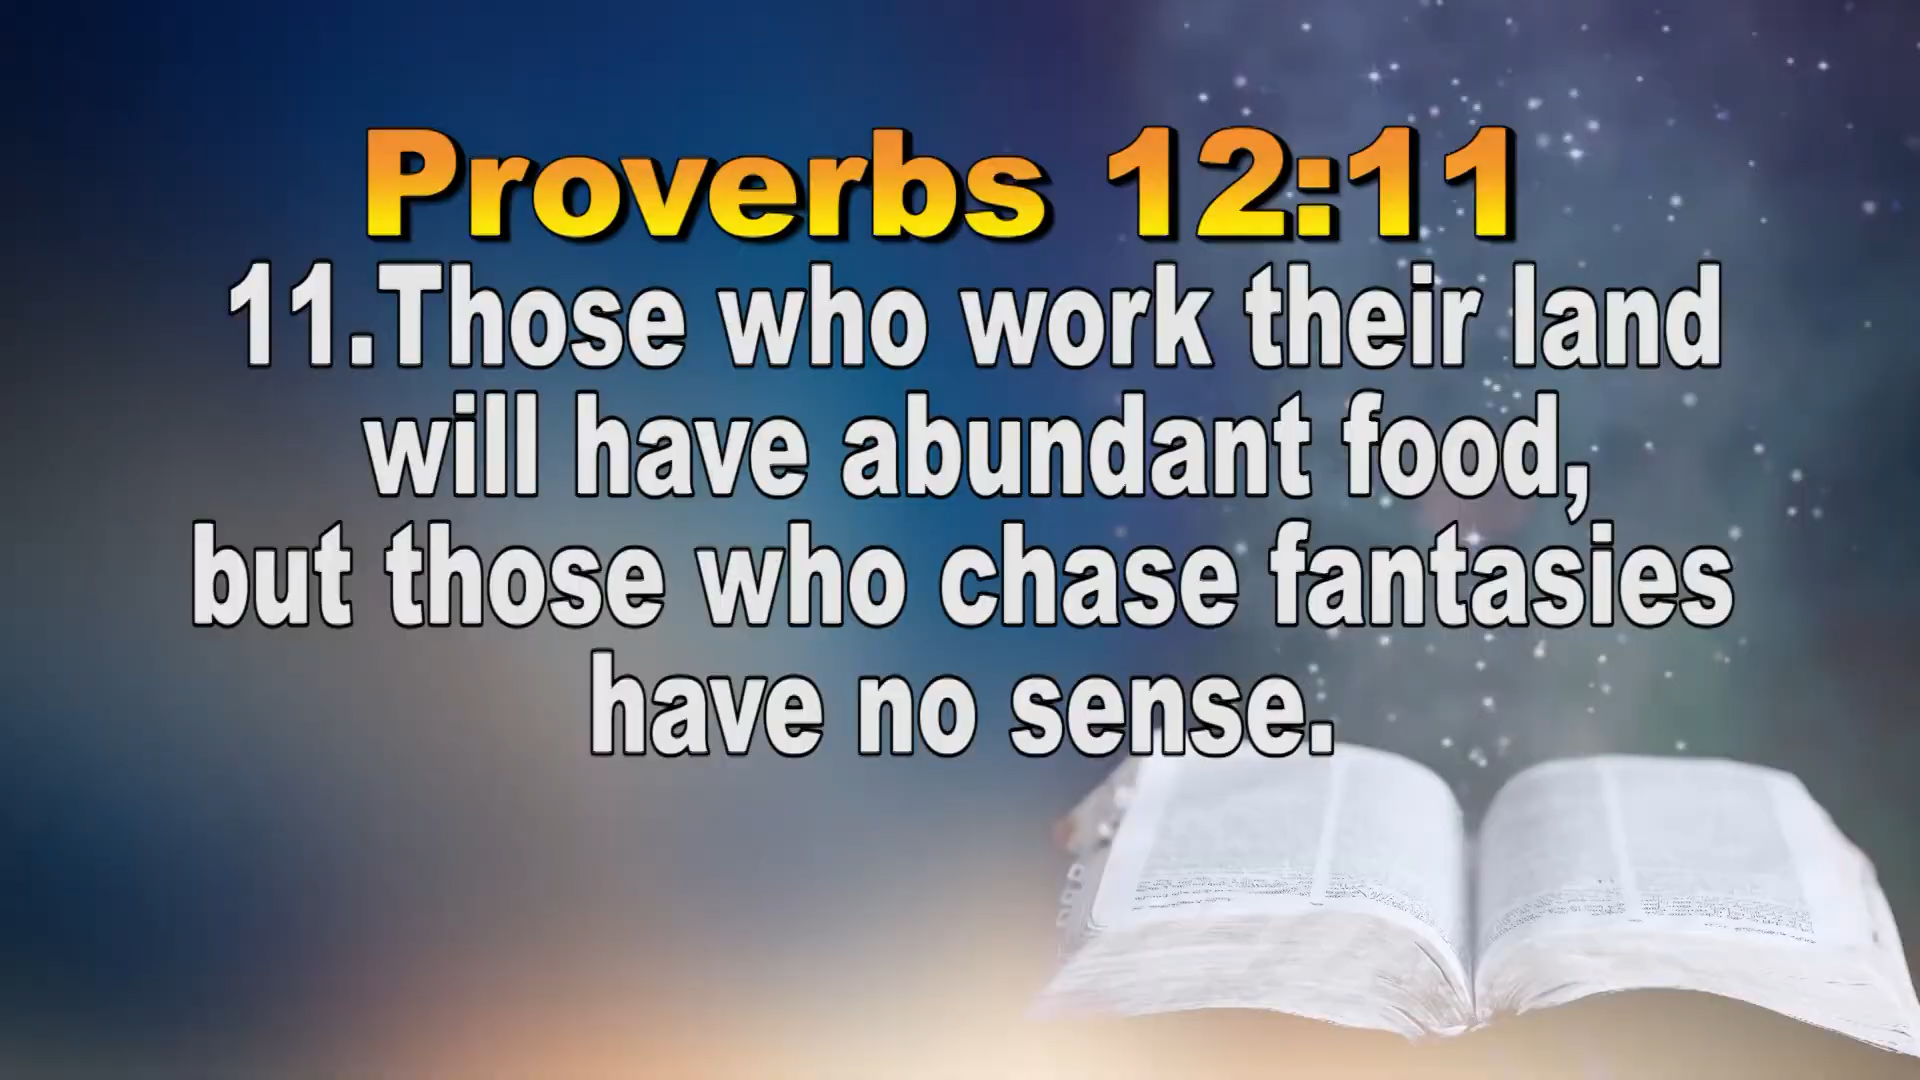 Proverbs 12:11
11.Those who work their land
will have abundant food,
but those who chase fantasies
have no sense.